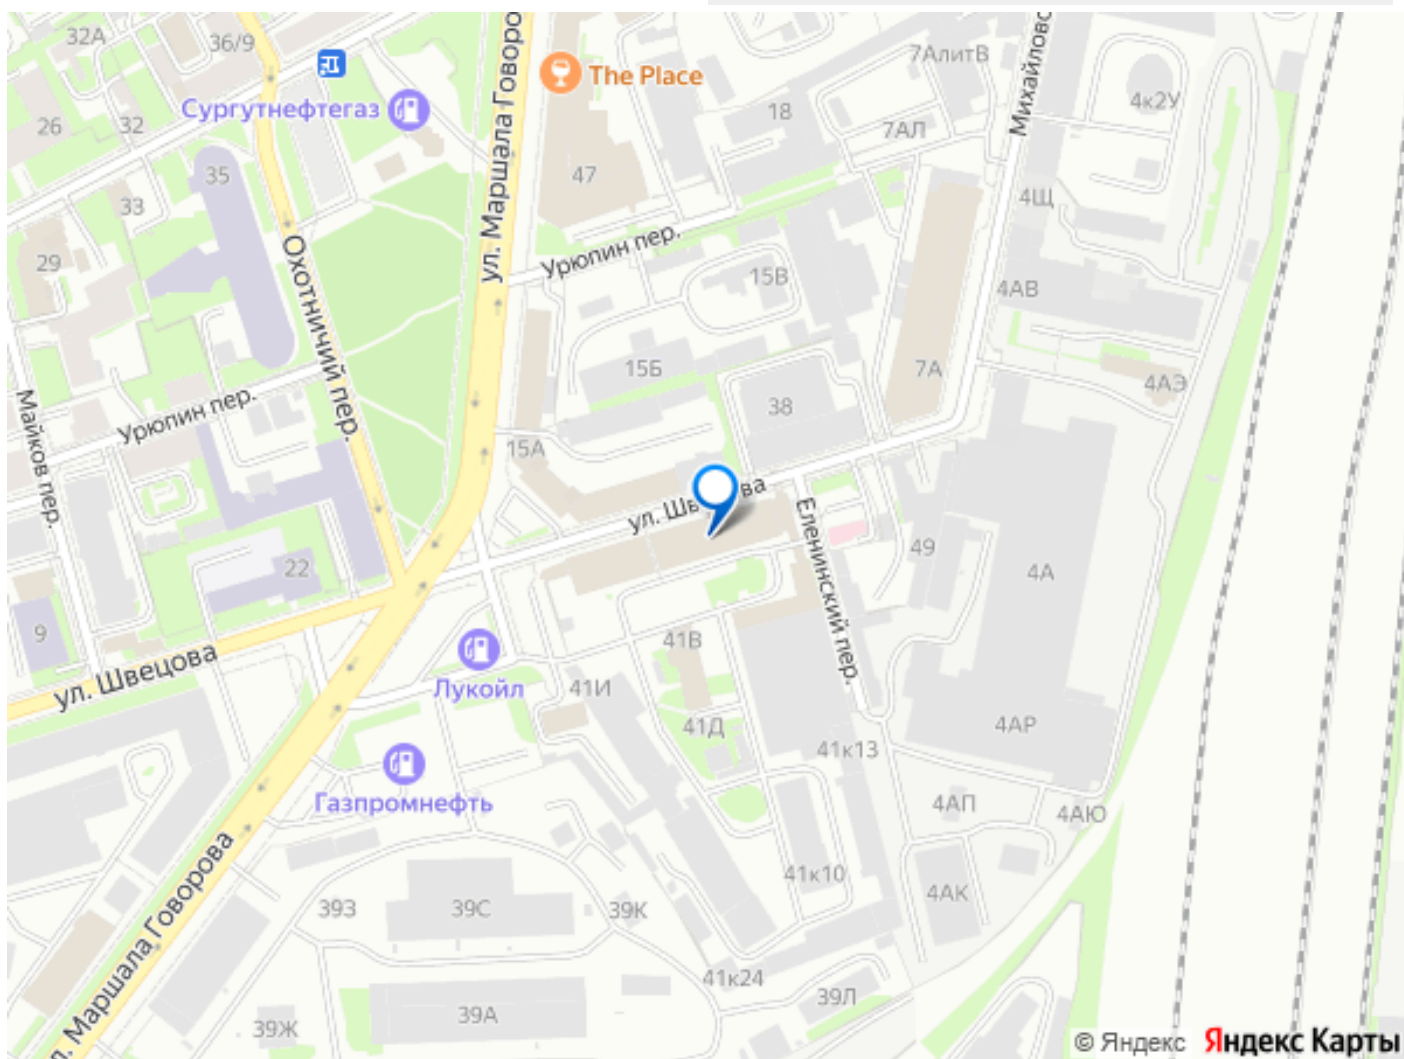 32А
36/9
The Place
7АлитВ
ул. Маршала Говоро
Михайловс
Сургутнефтегаз
4к2У
26
32
18
7АЛ
35
47
33
4Щ
Урюпин пер.
29
Охотничий пер.
15В
4АВ
15Б
7А
4АЭ
38
Урюпин пер.
Майков пер.
15А
ул. Шв
ва
Еленинский пер.
49
22
4А
9
41В
ул. Швецова
Лукойл
41И
41Д
4АР
41к13
Газпромнефть
4АП
4АЮ
41к10
4АК
39З
39С
39К
л. Маршала Говорова
41к24
39Л
39А
39Ж
© Яндекс Яндекс Карты